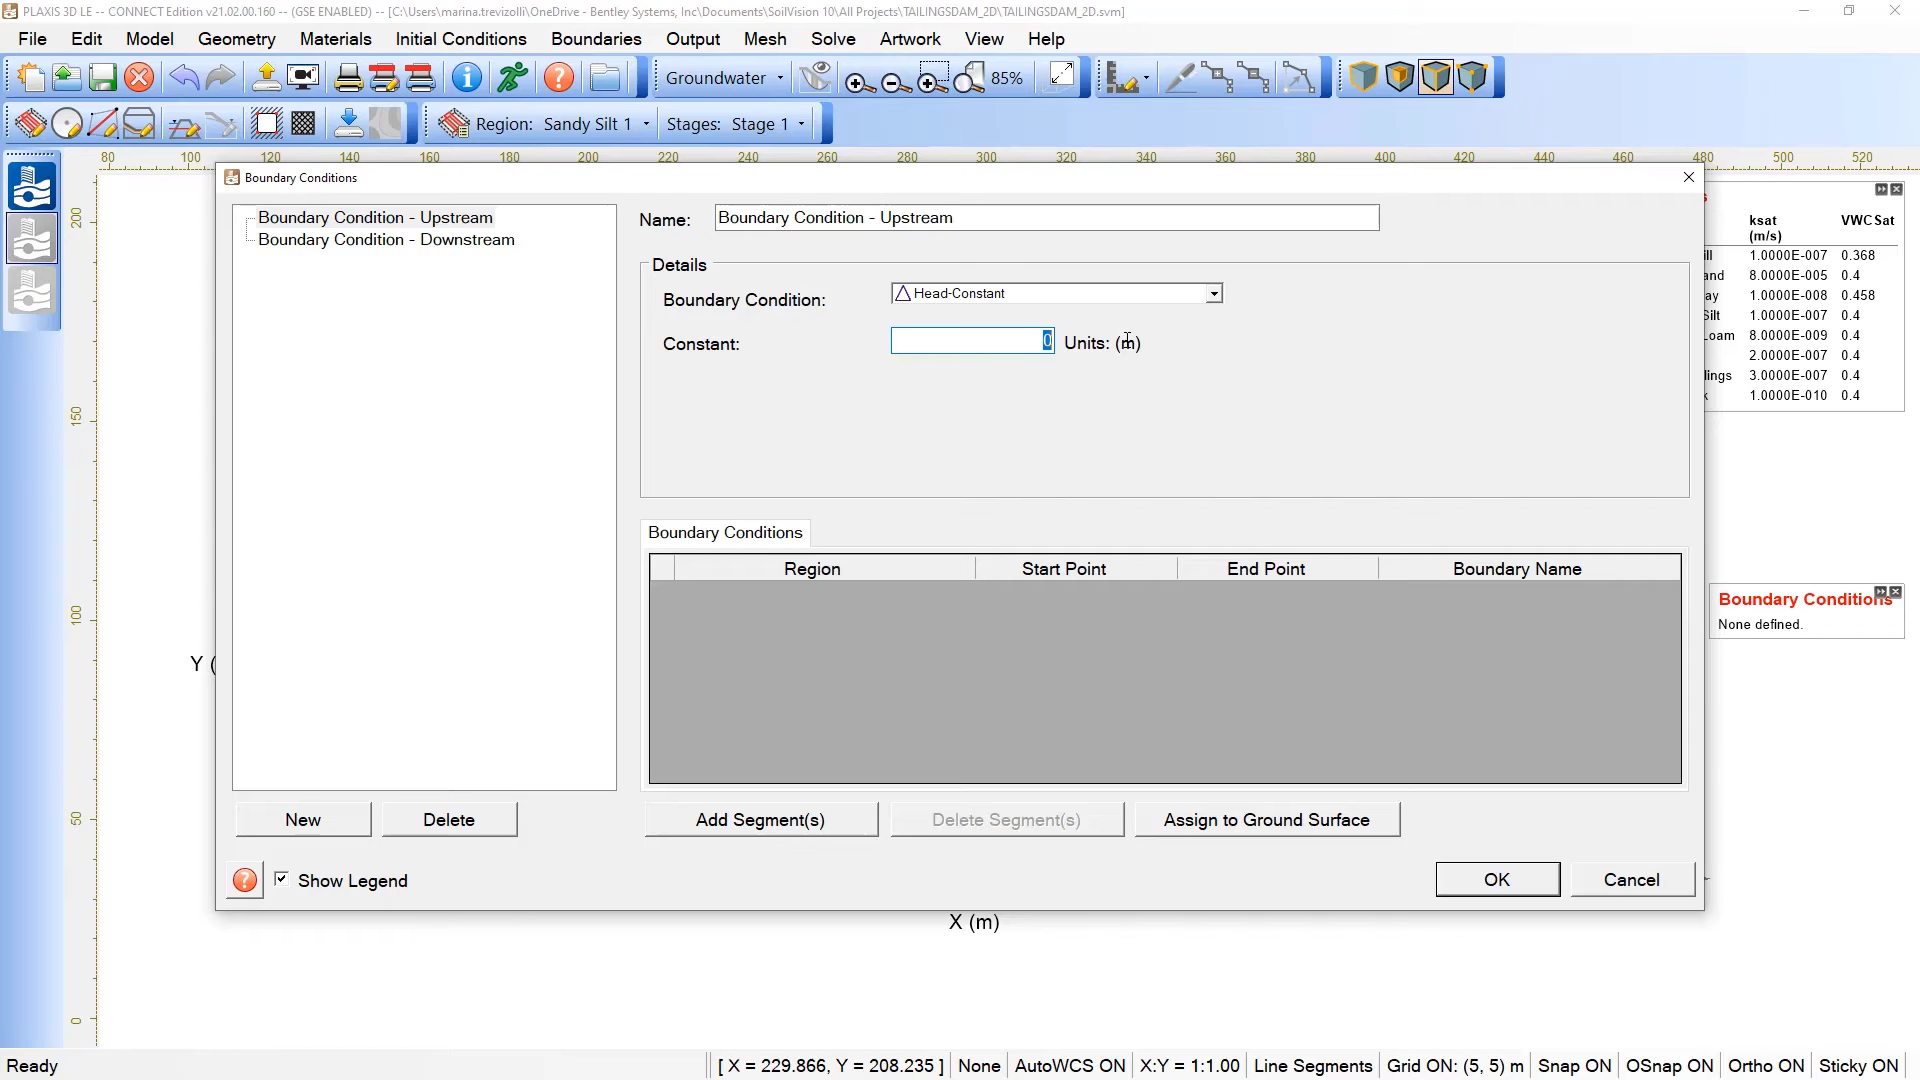 PLAXIS 3D LE -- CONNECT Edition v21.02.00.160 -- (GSE ENABLED) -- [C:\Users\marina.trevizolli\OneDrive - Bentley Systems, Inc\Documents\SoilVision 10\All Projects\TAILINGSDAM_2D\TAILINGSDAM_2D.svm]
File Edit Model Geometry Materials Initial Conditions Boundaries Output Mesh Solve Artwork View Help
Groundwater 85%
Region: Sandy Silt 1 Stages: Stage 1
80 100 120 140 160 180 200 220 240 260 280 300 320 340 360 380 400 420 440 460 480 500 520
200
150
100
50
0
Boundary Conditions
Boundary Condition - Upstream
Boundary Condition - Downstream
Name: Boundary Condition - Upstream
Details
Boundary Condition: Head-Constant
Constant: 0 Units: (m)
Boundary Conditions
Region Start Point End Point Boundary Name
New Delete Add Segment(s) Delete Segment(s) Assign to Ground Surface
Show Legend OK Cancel
ksat VWCSat
(m/s)
ill 1.0000E-007 0.368
and 8.0000E-005 0.4
ay 1.0000E-008 0.458
Silt 1.0000E-007 0.4
Loam 8.0000E-009 0.4
2.0000E-007 0.4
lings 3.0000E-007 0.4
k 1.0000E-010 0.4
Boundary Conditions
None defined.
Y (
X (m)
Ready [ X = 229.866, Y = 208.235 ] None AutoWCS ON X:Y = 1:1.00 Line Segments Grid ON: (5, 5) m Snap ON OSnap ON Ortho ON Sticky ON